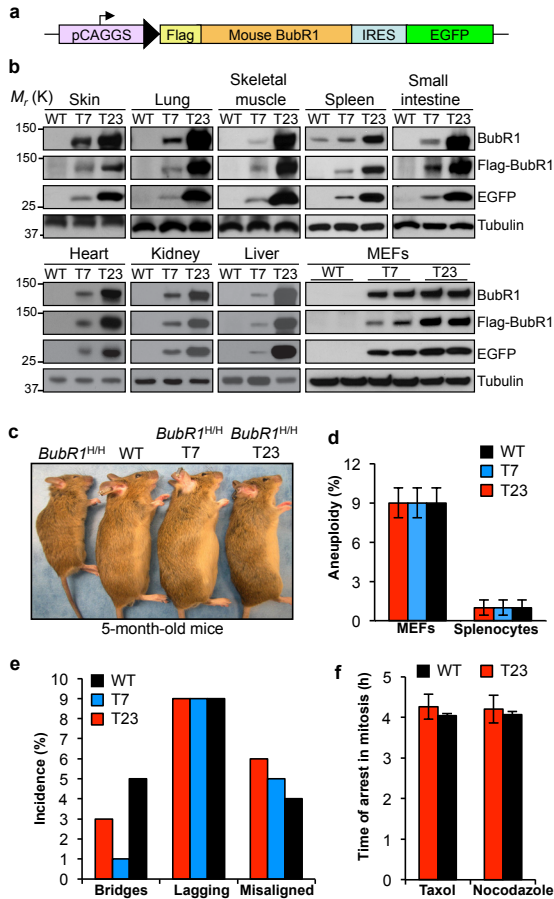 a
pCAGGS Flag Mouse BubR1 IRES EGFP
b
Mr (K) Skin Lung Skeletal muscle Spleen Small intestine
WT T7 T23 WT T7 T23 WT T7 T23 WT T7 T23 WT T7 T23
150 BubR1
150 Flag-BubR1
25 EGFP
37 Tubulin
Heart Kidney Liver MEFs
WT T7 T23 WT T7 T23 WT T7 T23 WT T7 T23
150 BubR1
150 Flag-BubR1
25 EGFP
37 Tubulin
c
BubR1H/H WT BubR1H/H T7 BubR1H/H T23
5-month-old mice
d
WT
T7
T23
Aneuploidy (%)
12
9
6
3
0
MEFs Splenocytes
e
WT
T7
T23
Incidence (%)
10
9
8
7
6
5
4
3
2
1
0
Bridges Lagging Misaligned
f
WT T23
Time of arrest in mitosis (h)
5
4
3
2
1
0
Taxol Nocodazole